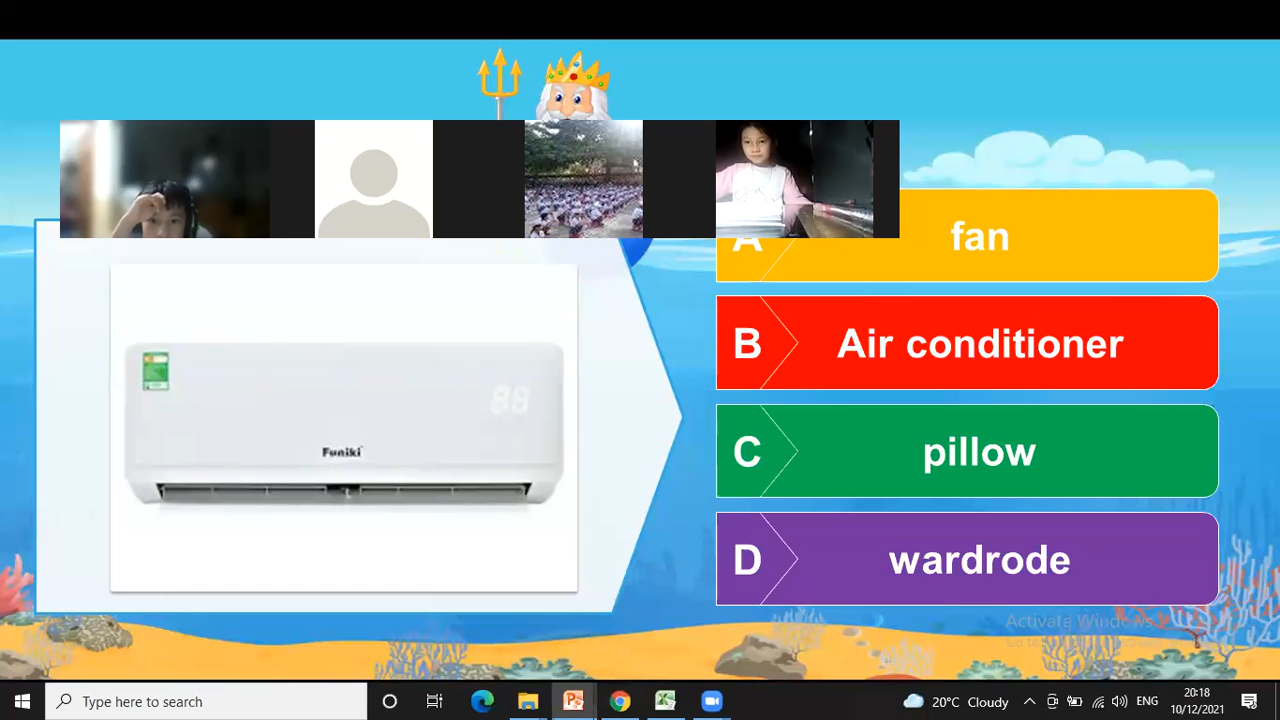 A
fan
B
Air conditioner
88
Funiki
C
pillow
D
wardrode
Activate Windows
Type here to search
20°C Cloudy
ENG
20:18
10/12/2021